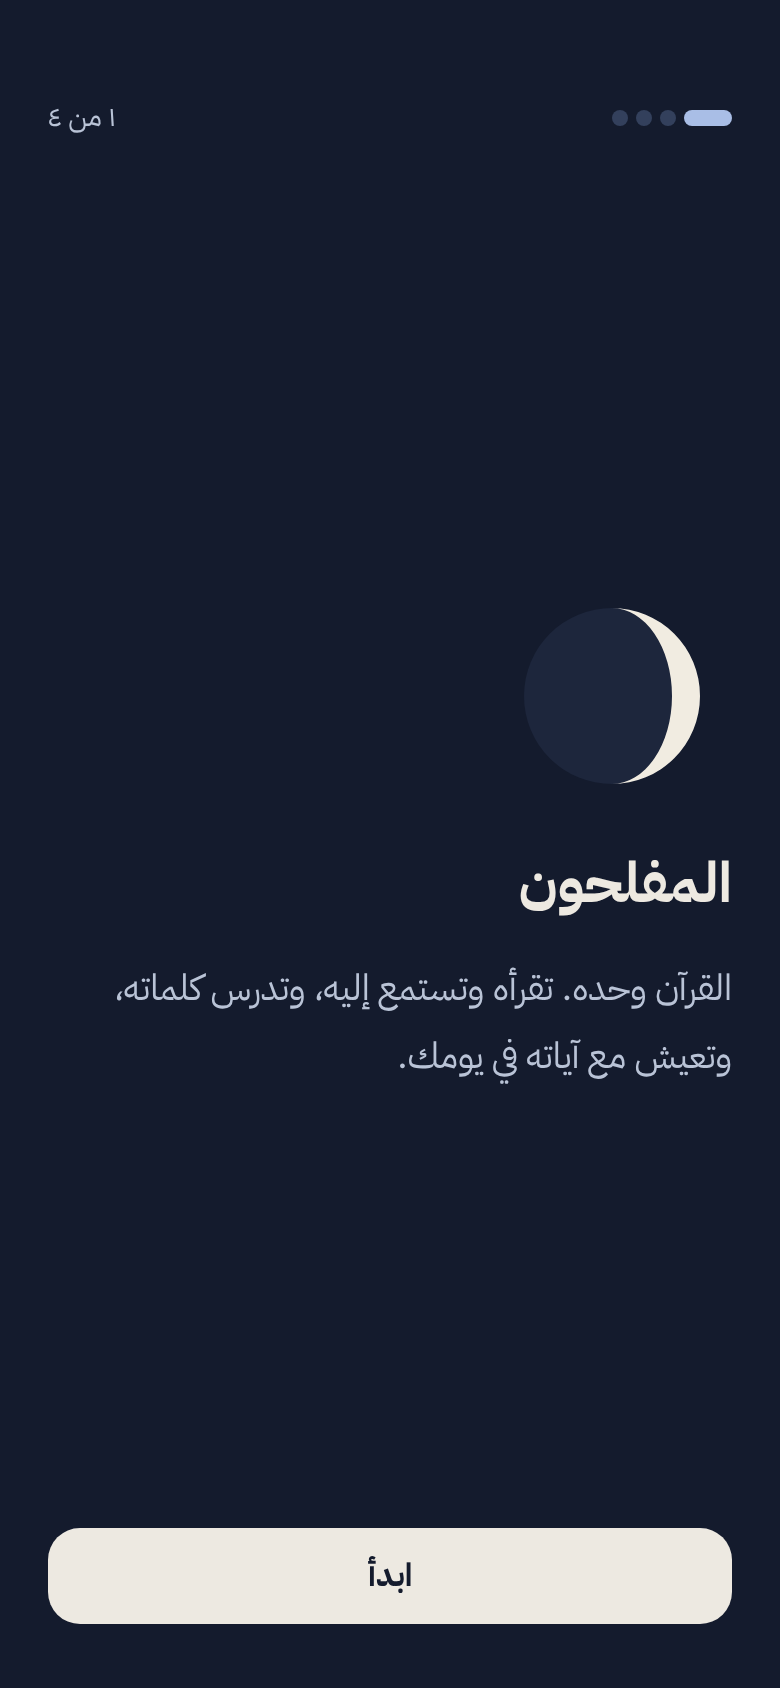 ١ من ٤
المفلحون
القرآن وحده. تقرأه وتستمع إليه، وتدرس كلماته،
وتعيش مع آياته في يومك.
ابدأ